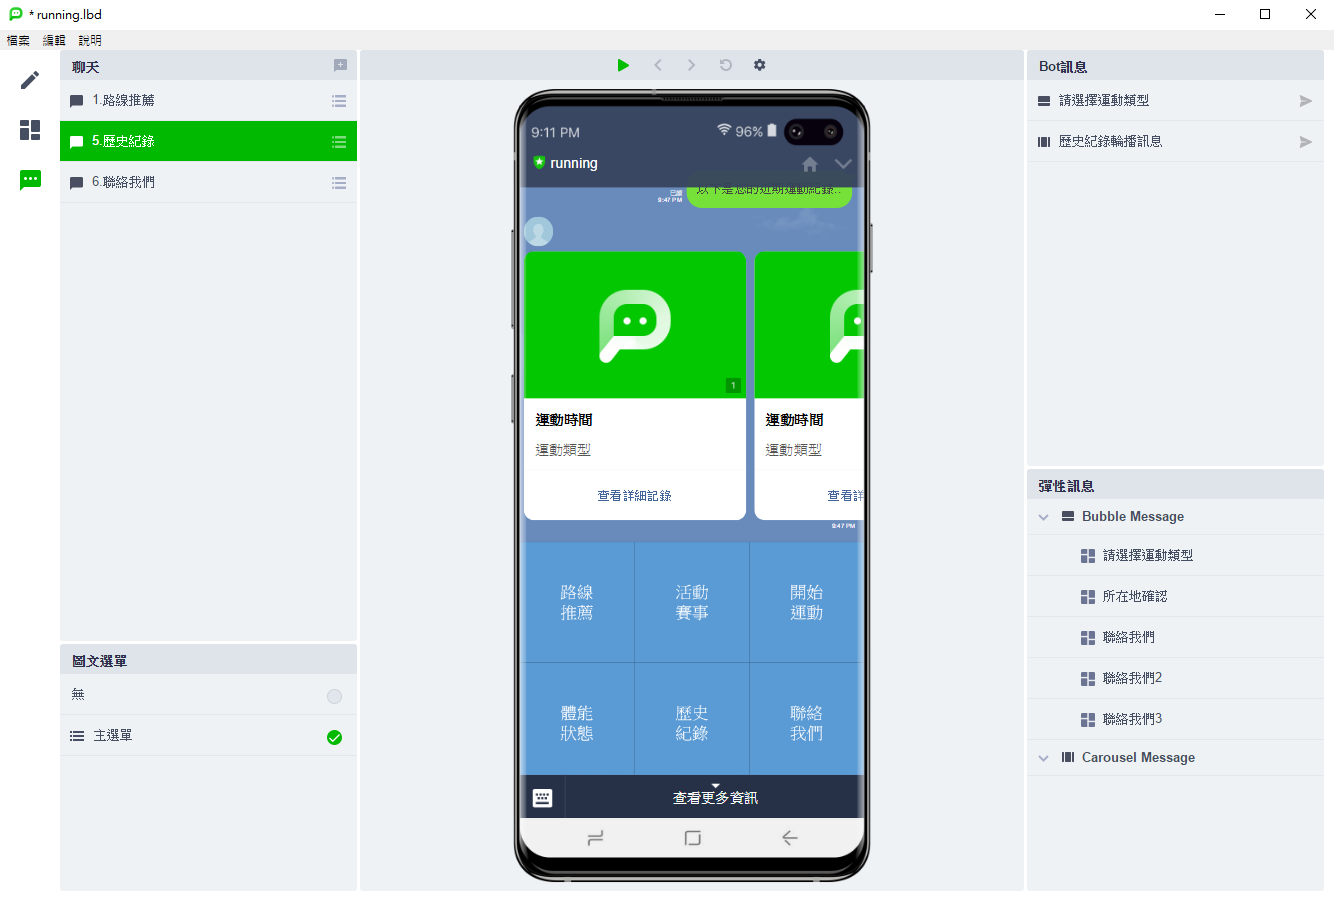 * running.lbd
檔案 編輯 說明
聊天
1.路線推薦
5.歷史紀錄
6.聯絡我們
圖文選單
無
主選單
9:11 PM
96%
running
以下是您的近期運動紀錄..
已讀
9:47 PM
1
運動時間
運動類型
查看詳細記錄
運動時間
運動類型
查看詳
9:47 PM
路線
推薦
活動
賽事
開始
運動
體能
狀態
歷史
紀錄
聯絡
我們
查看更多資訊
Bot訊息
請選擇運動類型
歷史紀錄輪播訊息
彈性訊息
Bubble Message
請選擇運動類型
所在地確認
聯絡我們
聯絡我們2
聯絡我們3
Carousel Message